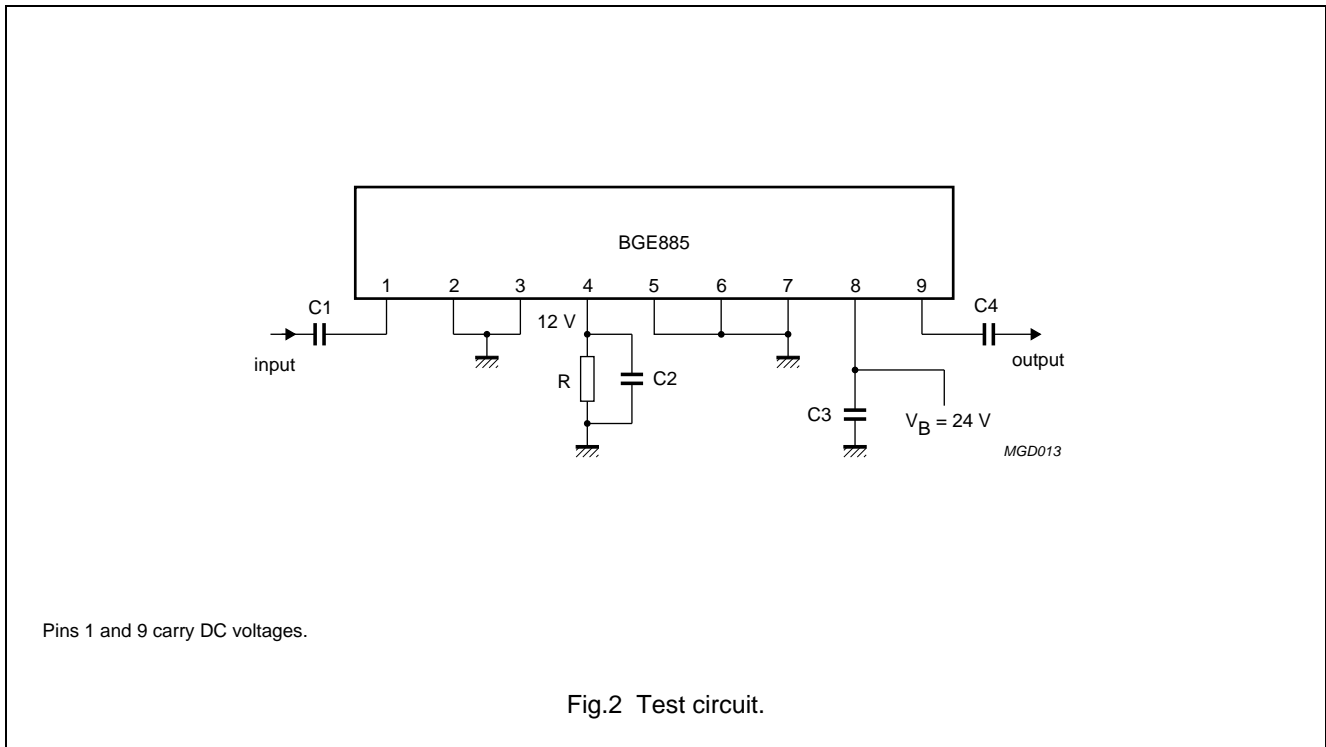 BGE885
1 2 3 4 5 6 7 8 9
C1
C4
12 V
input
output
R
C2
C3
VB = 24 V
MGD013
Pins 1 and 9 carry DC voltages.
Fig.2 Test circuit.